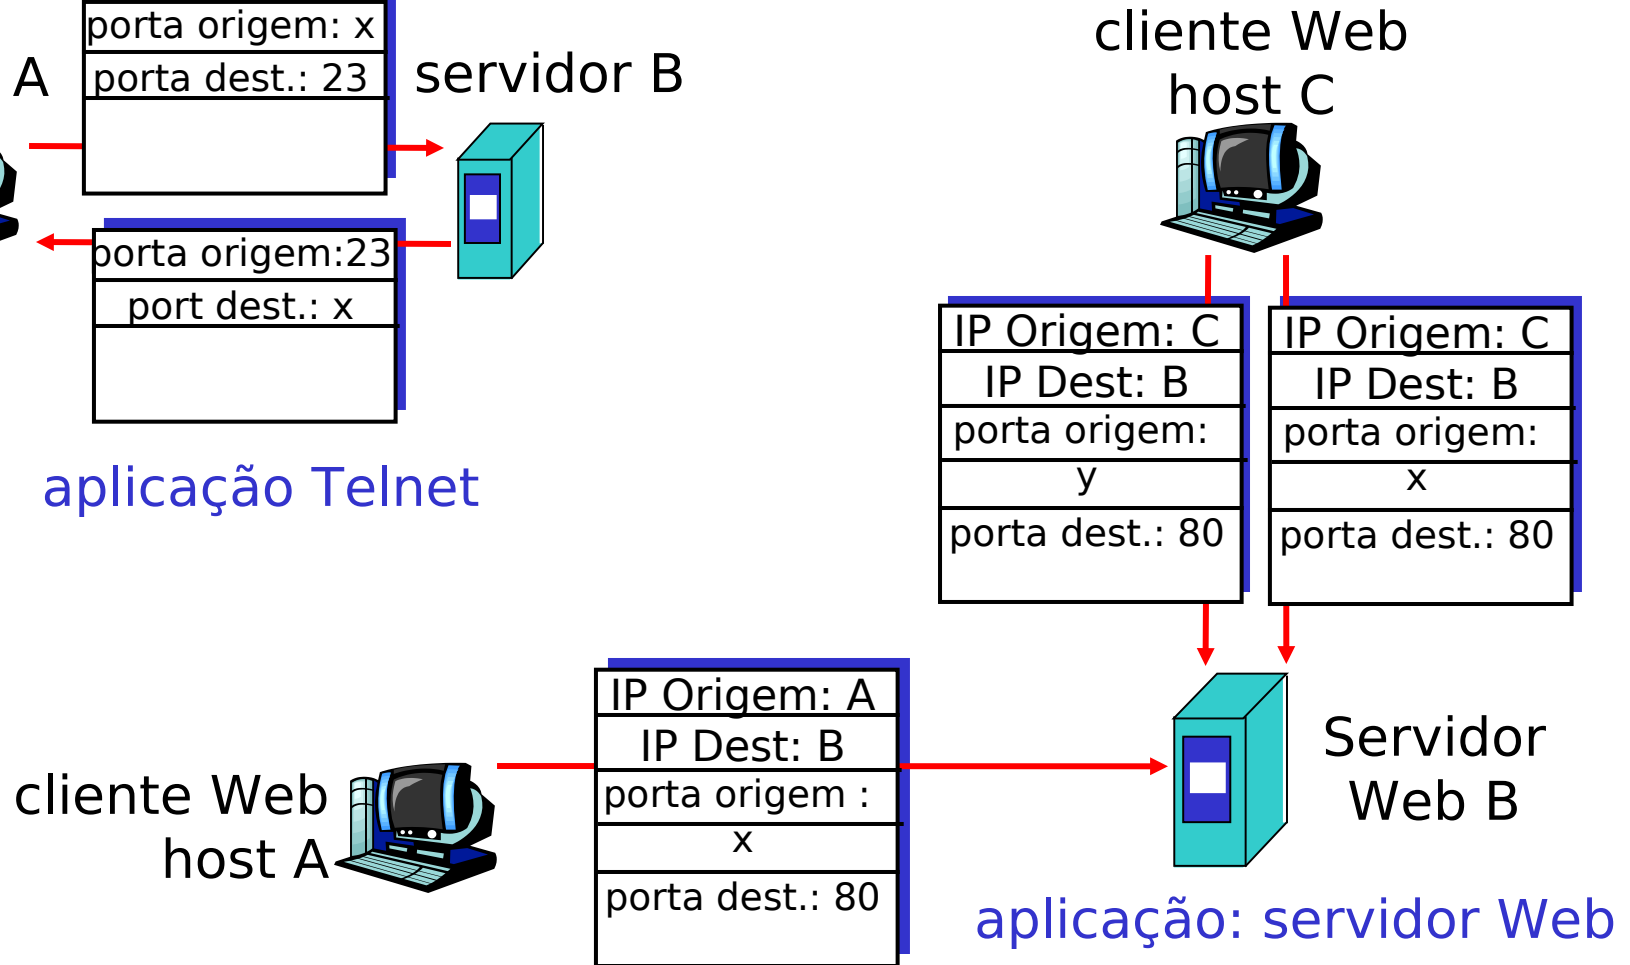 porta origem: x
porta dest.: 23
A
servidor B
porta origem:23
port dest.: x
aplicação Telnet
cliente Web
host C
IP Origem: C
IP Dest: B
porta origem:
y
porta dest.: 80
IP Origem: C
IP Dest: B
porta origem:
x
porta dest.: 80
cliente Web
host A
IP Origem: A
IP Dest: B
porta origem :
x
porta dest.: 80
Servidor
Web B
aplicação: servidor Web